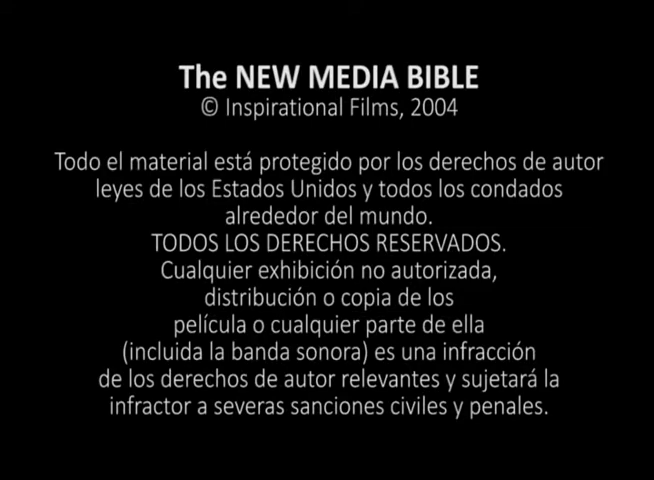 The NEW MEDIA BIBLE
© Inspirational Films, 2004
Todo el material está protegido por los derechos de autor
leyes de los Estados Unidos y todos los condados
alrededor del mundo.
TODOS LOS DERECHOS RESERVADOS.
Cualquier exhibición no autorizada,
distribución o copia de los
película o cualquier parte de ella
(incluida la banda sonora) es una infracción
de los derechos de autor relevantes y sujetará la
infractor a severas sanciones civiles y penales.